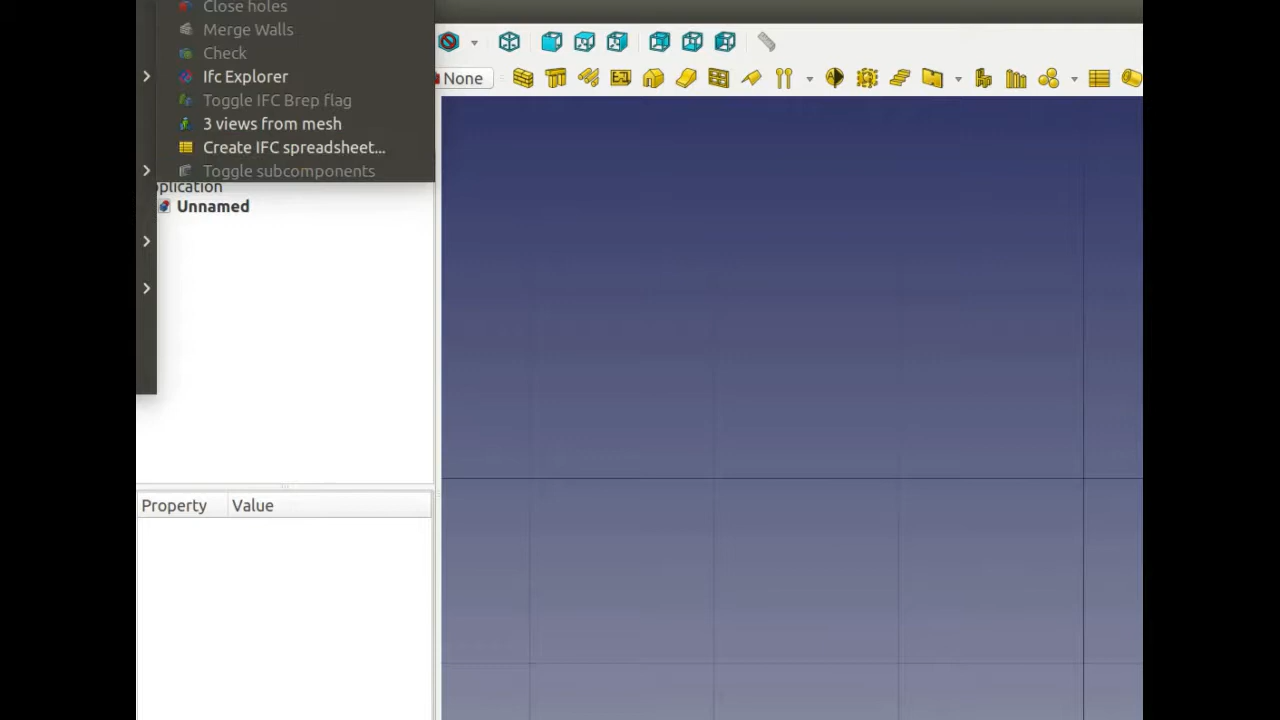 Close holes
Merge Walls
Check
Ifc Explorer
Toggle IFC Brep flag
3 views from mesh
Create IFC spreadsheet...
Toggle subcomponents
plication
Unnamed
None
Property Value